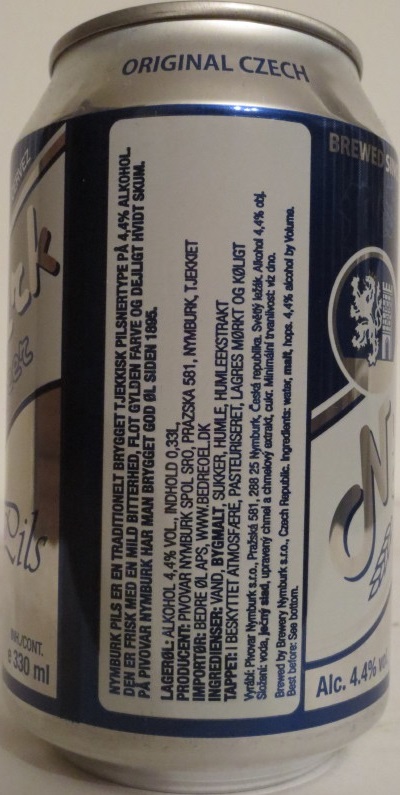 ORIGINAL CZECH
NYMBURK PILS ER EN TRADITIONELT BRYGGET TJEKKISK PILSNERTYPE PÅ 4,4% ALKOHOL.
DEN ER FRISK MED EN MILD BITTERHED, FLOT GYLDEN FARVE OG DEJLIGT HVIDT SKUM.
PÅ PIVOVAR NYMBURK HAR MAN BRYGGET GOD ØL SIDEN 1895.
LAGERØL: ALKOHOL 4,4% VOL., INDHOLD 0,33L,
PRODUCENT: PIVOVAR NYMBURK SPOL SRO, PRAZSKA 581, NYMBURK, TJEKKIET
IMPORTØR: BEDRE ØL APS, WWW.BEDREOEL.DK
INGREDIENSER: VAND, BYGMALT, SUKKER, HUMLE, HUMLEEKSTRAKT
TAPPET: I BESKYTTET ATMOSFÆRE, PASTEURISERET, LAGRES MØRKT OG KØLIGT
Vyrábí: Pivovar Nymburk s.r.o., Pražská 581, 288 25 Nymburk, Česká republika. Světlý ležák. Alkohol 4,4% obj.
Složení: voda, ječný slad, upravený chmel a chmelový extrakt, cukr. Minimální trvanlivost: viz dno.
Brewed by Brewery Nymburk s.r.o., Czech Republic. Ingredients: water, malt, hops. 4,4% alcohol by Volume.
Best before: See bottom.
ck
Pils
INH./CONT.
e 330 ml
BREWED
N
Alc. 4.4% vo